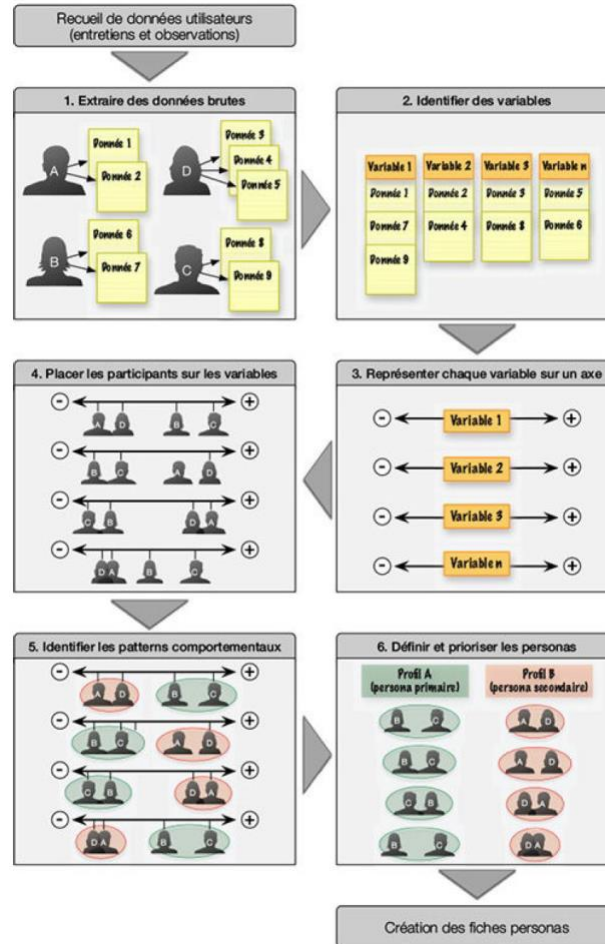 Recueil de données utilisateurs
(entretiens et observations)
1. Extraire des données brutes
A
Donnée 1
Donnée 2
D
Donnée 3
Donnée 4
Donnée 5
B
Donnée 6
Donnée 7
C
Donnée 8
Donnée 9
2. Identifier des variables
Variable 1 Variable 2 Variable 3 Variable n
Donnée 1 Donnée 2 Donnée 3 Donnée 5
Donnée 7 Donnée 4 Donnée 8 Donnée 6
Donnée 9
3. Représenter chaque variable sur un axe
- Variable 1 +
- Variable 2 +
- Variable 3 +
- Variable n +
4. Placer les participants sur les variables
- +
A D B C
- +
B C A D
- +
C B D A
- +
D A B C
5. Identifier les patterns comportementaux
- +
A D B C
- +
B C A D
- +
C B D A
- +
D A B C
6. Définir et prioriser les personas
Profil A Profil B
(persona primaire) (persona secondaire)
B C A D
B C A D
C B D A
B C D A
Création des fiches personas